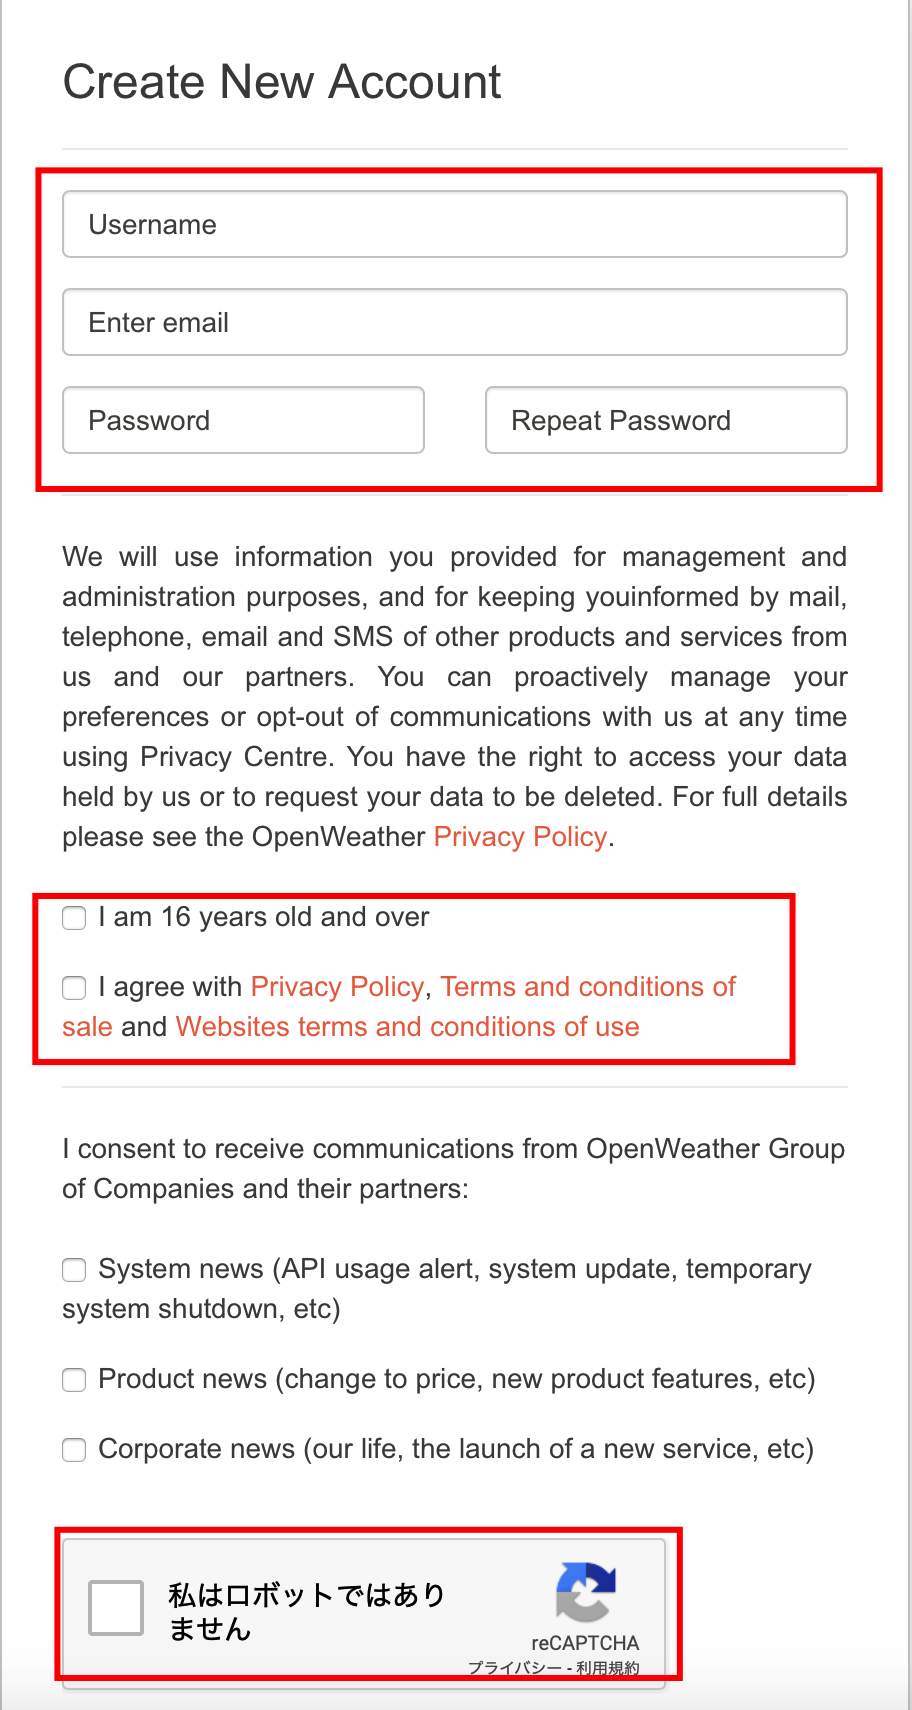 Create New Account
Username
Enter email
Password
Repeat Password
We will use information you provided for management and
administration purposes, and for keeping youinformed by mail,
telephone, email and SMS of other products and services from
us and our partners. You can proactively manage your
preferences or opt-out of communications with us at any time
using Privacy Centre. You have the right to access your data
held by us or to request your data to be deleted. For full details
please see the OpenWeather Privacy Policy.
I am 16 years old and over
I agree with Privacy Policy, Terms and conditions of
sale and Websites terms and conditions of use
I consent to receive communications from OpenWeather Group
of Companies and their partners:
System news (API usage alert, system update, temporary
system shutdown, etc)
Product news (change to price, new product features, etc)
Corporate news (our life, the launch of a new service, etc)
私はロボットではあり
ません
reCAPTCHA
プライバシー - 利用規約